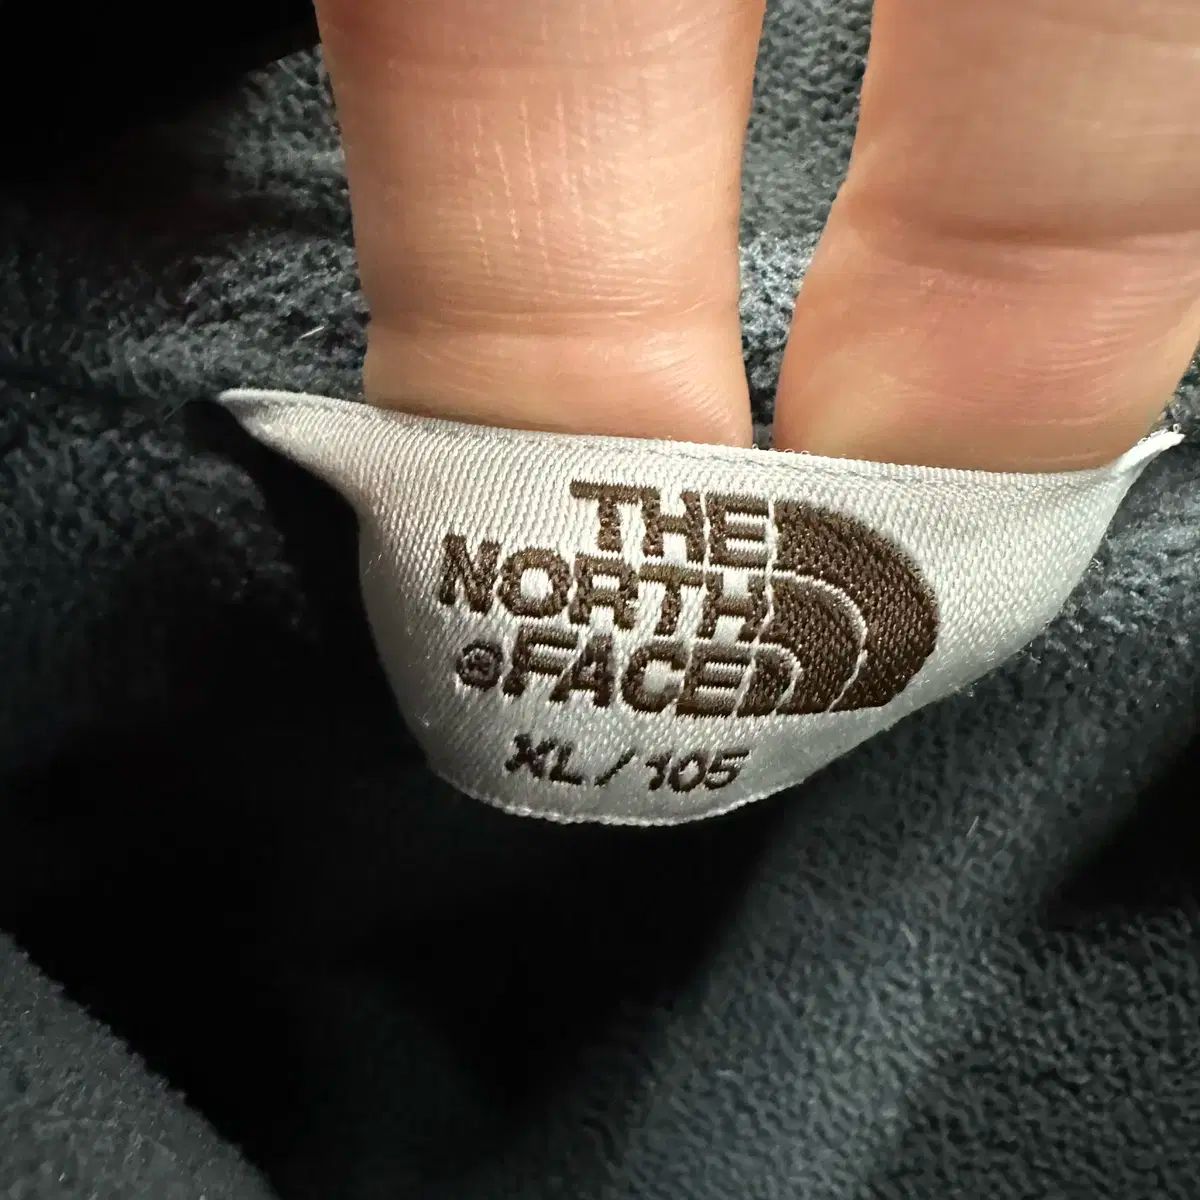 THE
NORTH
FACE
XL / 105